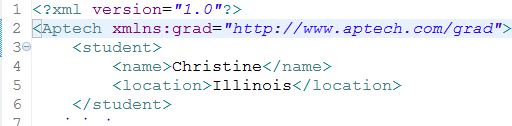 1 <?xml version="1.0"?>
2 <Aptech xmlns:grad="http://www.aptech.com/grad">
3 <student>
4 <name>Christine</name>
5 <location>Illinois</location>
6 </student>
7